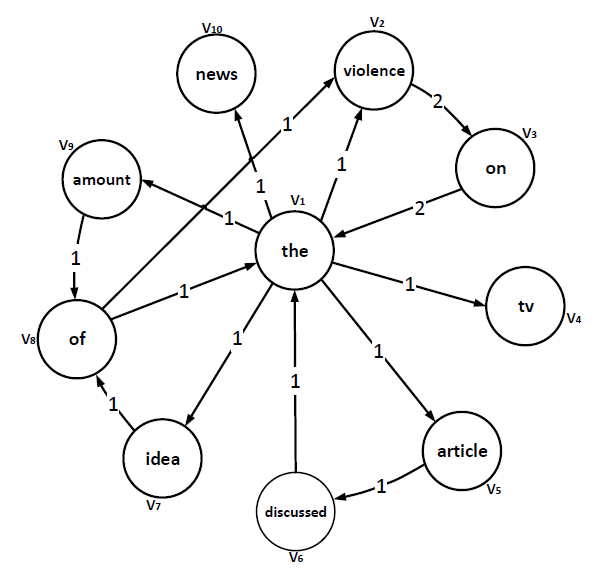 V10
news
V2
violence
2
V3
on
1
V9
amount
1
1
1
V1
the
2
1
V8
of
1
1
tv
V4
1
1
1
1
idea
V7
article
V5
1
discussed
V6